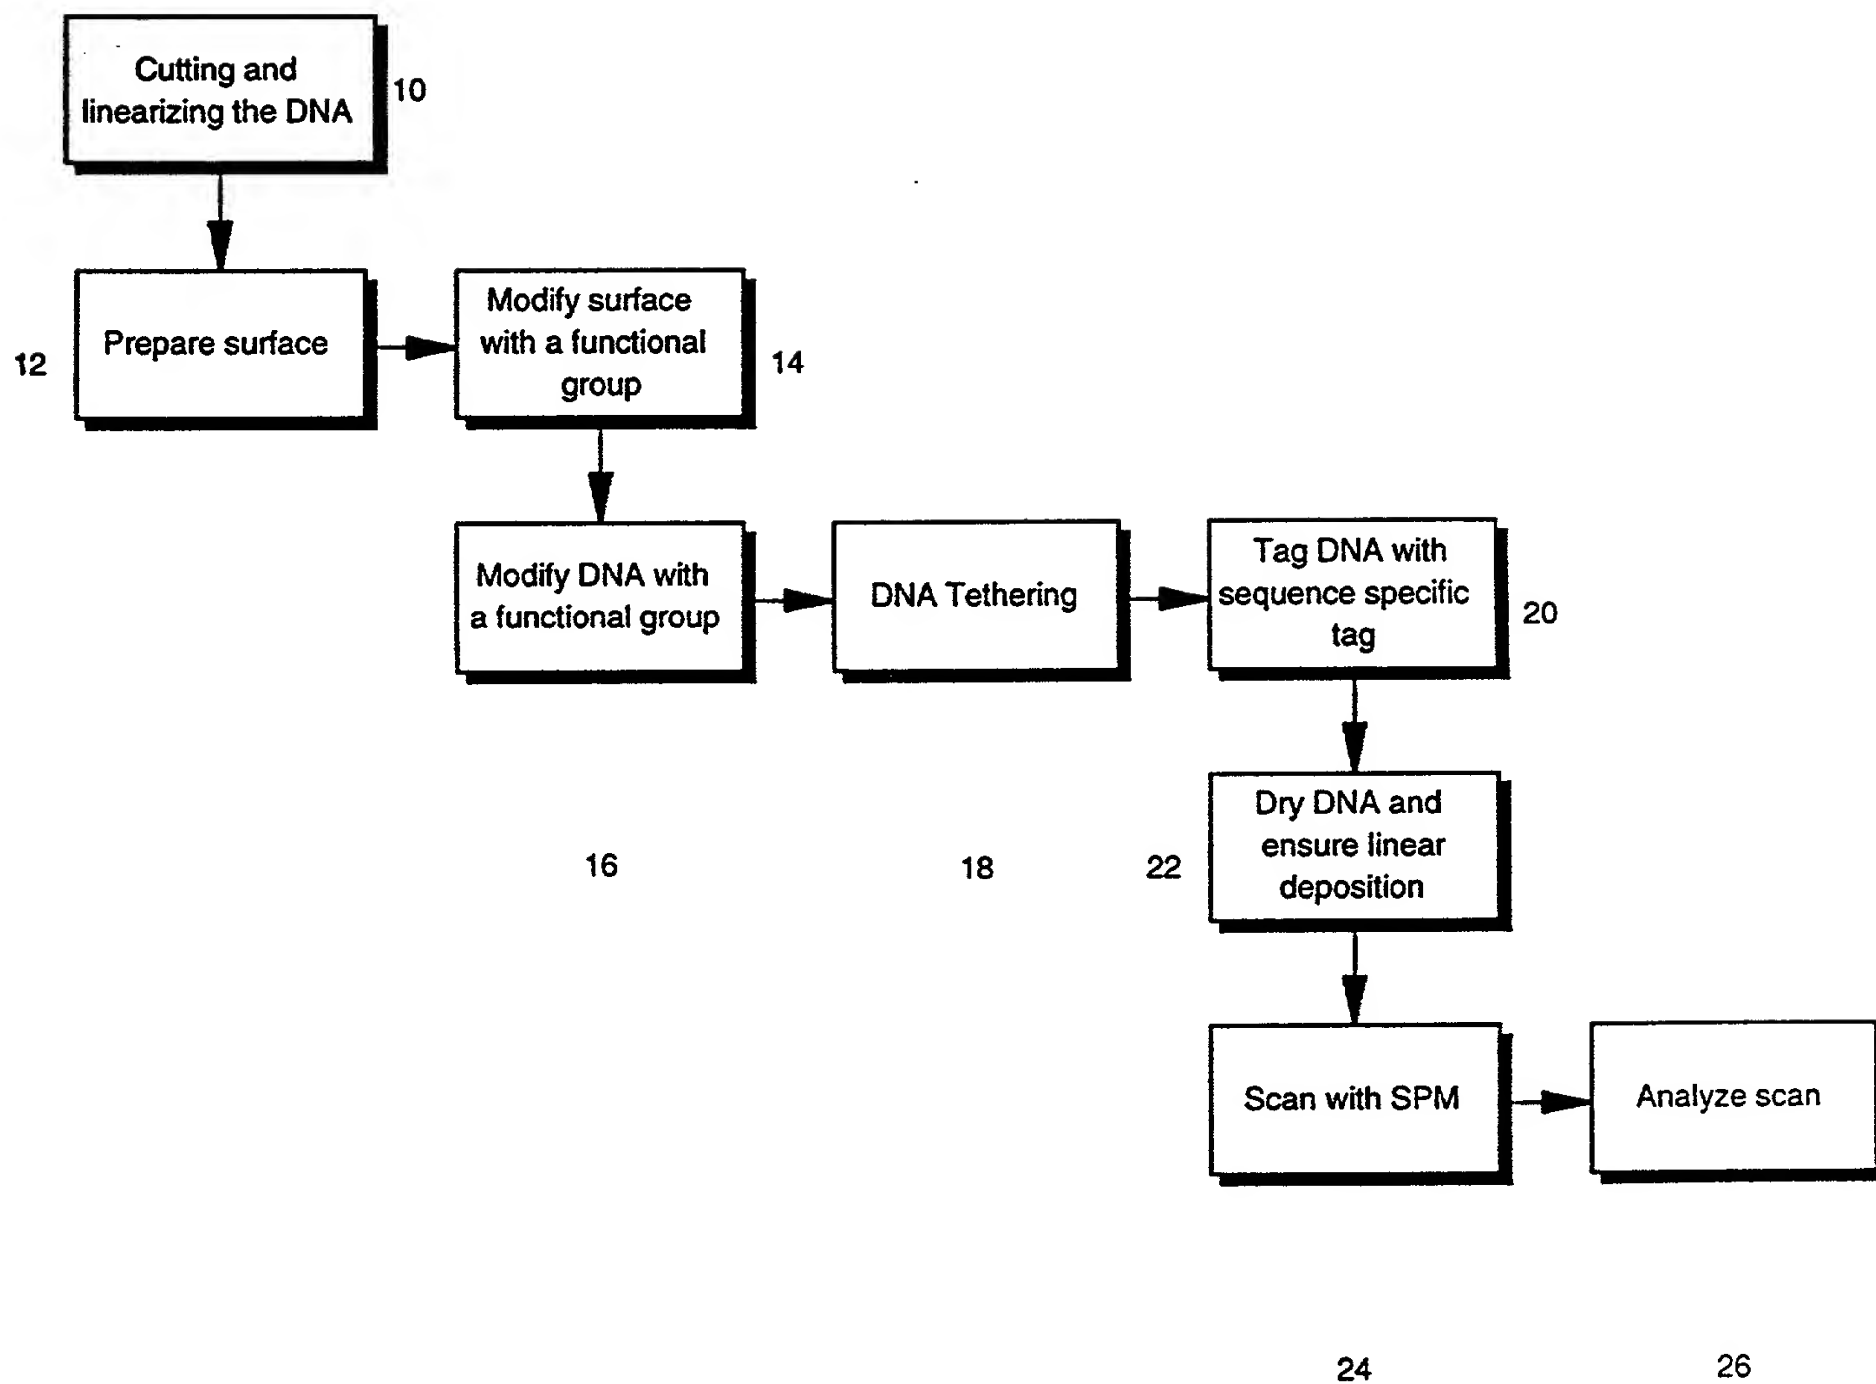 Cutting and
linearizing the DNA
10
Prepare surface
12
Modify surface
with a functional
group
14
Modify DNA with
a functional group
16
DNA Tethering
18
Tag DNA with
sequence specific
tag
20
Dry DNA and
ensure linear
deposition
22
Scan with SPM
24
Analyze scan
26